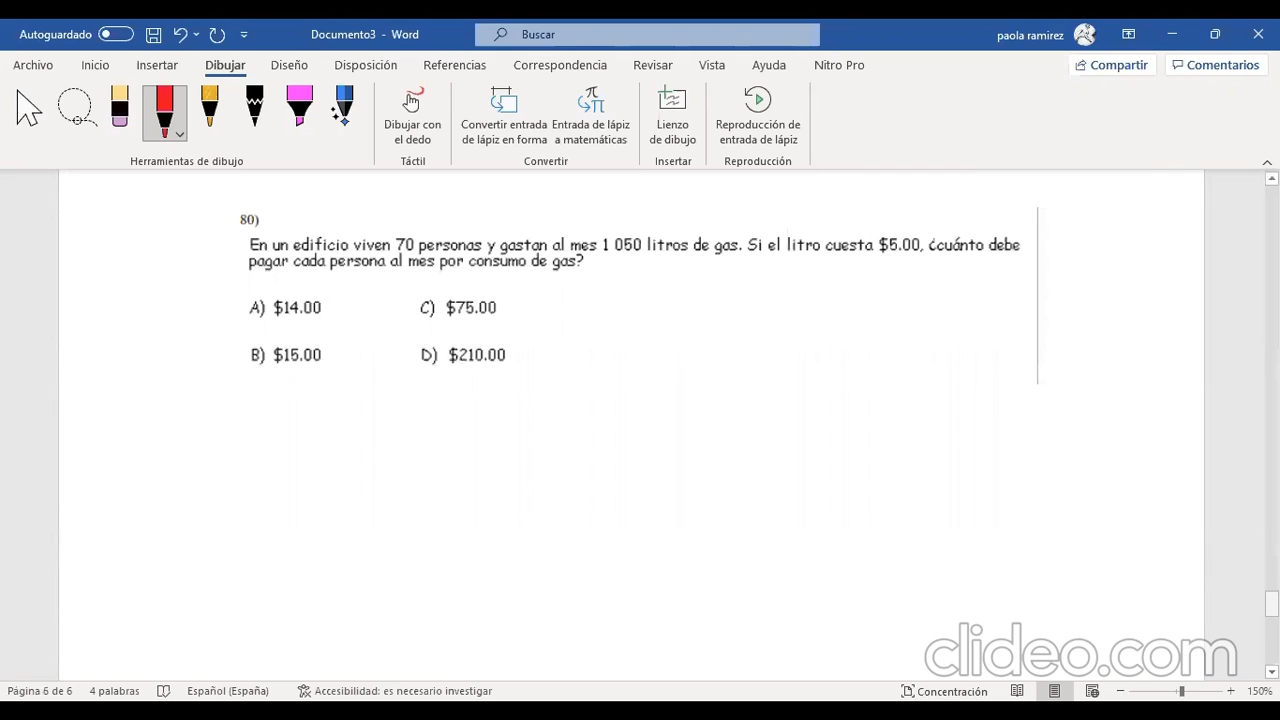 Autoguardado
Documento3 - Word
Buscar
paola ramirez
Archivo Inicio Insertar Dibujar Diseño Disposición Referencias Correspondencia Revisar Vista Ayuda Nitro Pro
Compartir Comentarios
Dibujar con el dedo
Convertir entrada de lápiz en forma
Entrada de lápiz a matemáticas
Lienzo de dibujo
Reproducción de entrada de lápiz
Herramientas de dibujo Táctil Convertir Insertar Reproducción
80)
En un edificio viven 70 personas y gastan al mes 1 050 litros de gas. Si el litro cuesta $5.00, ¿cuánto debe
pagar cada persona al mes por consumo de gas?
A) $14.00 C) $75.00
B) $15.00 D) $210.00
clideo.com
Página 6 de 6 4 palabras Español (España) Accesibilidad: es necesario investigar Concentración 150%